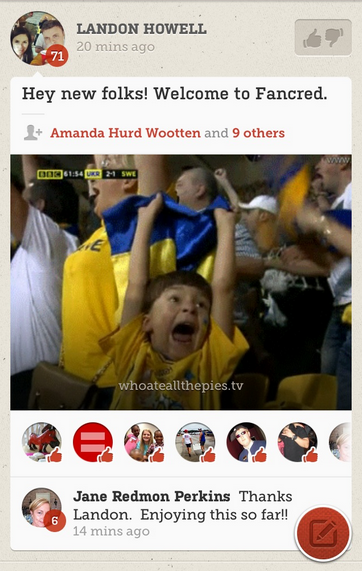 LANDON HOWELL
71
20 mins ago
Hey new folks! Welcome to Fancred.
Amanda Hurd Wootten and 9 others
www
BBC 61:54 UKR 2-1 SWE
whoateallthepies.tv
Jane Redmon Perkins Thanks
Landon. Enjoying this so far!!
6
14 mins ago